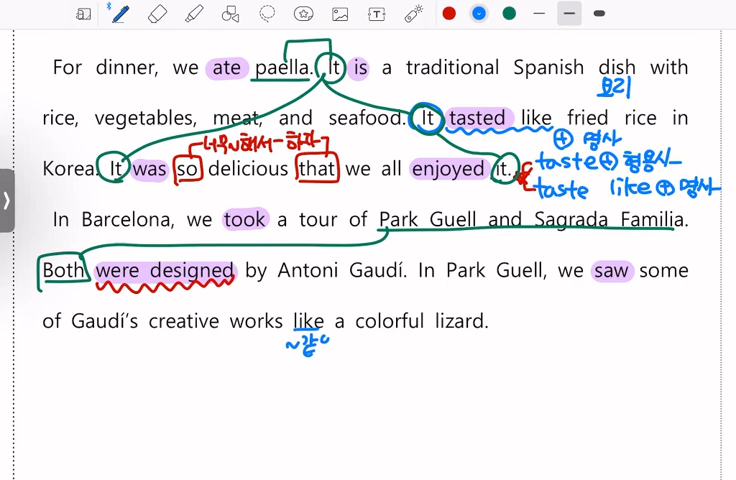 For dinner, we ate paella. It is a traditional Spanish dish with
요리
rice, vegetables, meat, and seafood. It tasted like fried rice in
너무~해서 ~하다
⊕ 명사
Korea. It was so delicious that we all enjoyed it.
taste ⊕ 형용사
taste like ⊕ 명사
In Barcelona, we took a tour of Park Guell and Sagrada Familia.
Both were designed by Antoni Gaudí. In Park Guell, we saw some
of Gaudí's creative works like a colorful lizard.
~같은